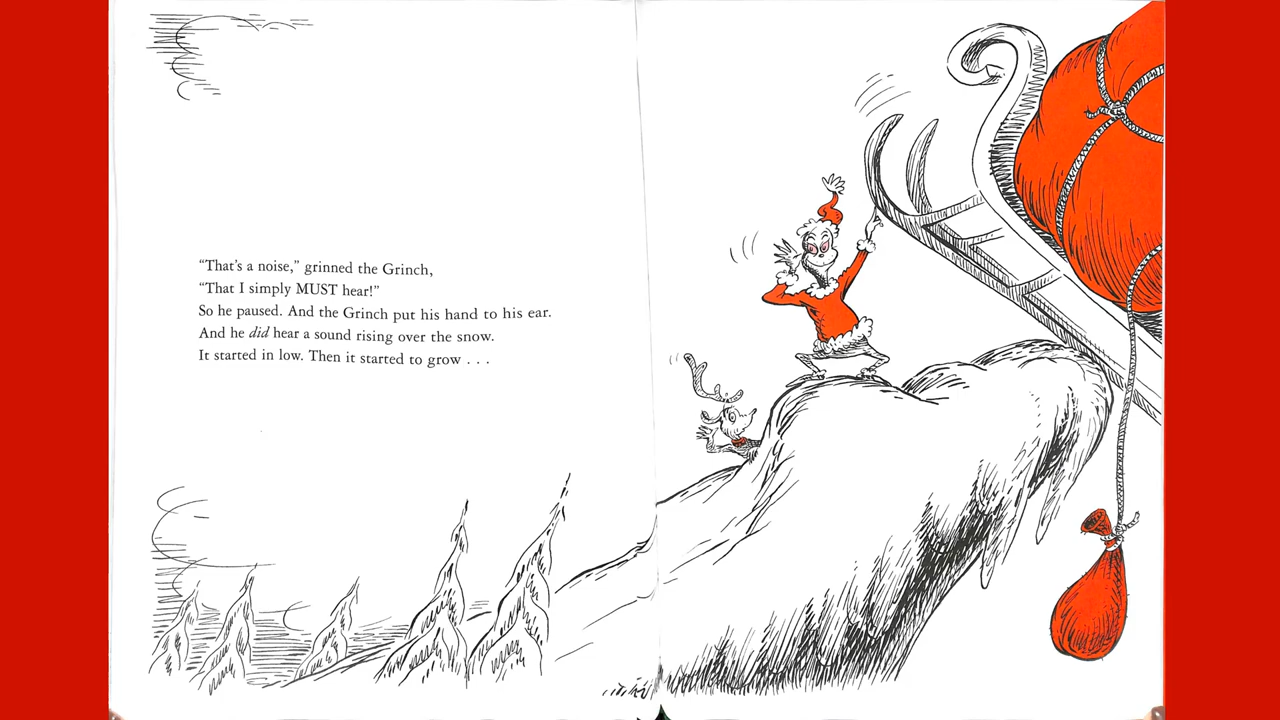 “That’s a noise,” grinned the Grinch,
“That I simply MUST hear!”
So he paused. And the Grinch put his hand to his ear.
And he did hear a sound rising over the snow.
It started in low. Then it started to grow . . .